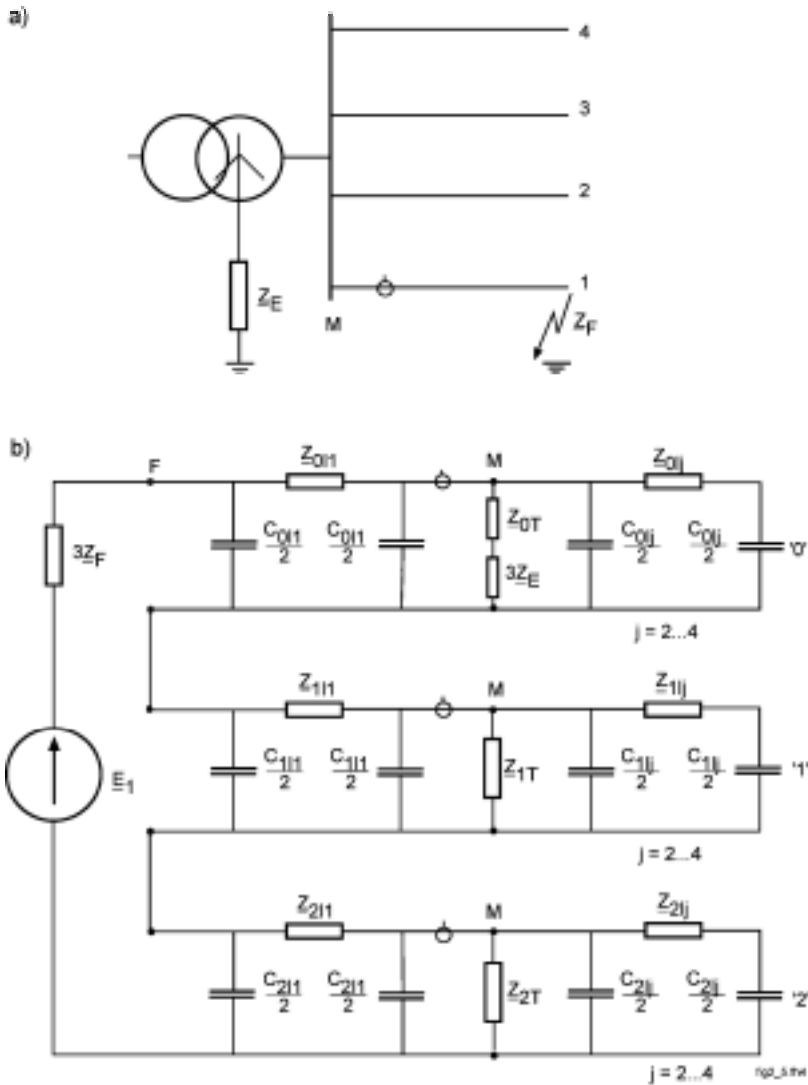 a)
4
3
2
1
Z_E
M
Z_F
b)
F
Z_0l1
M
Z_0lj
3Z_F
C_0l1/2
C_0l1/2
Z_0T
3Z_E
C_0lj/2
C_0lj/2
'0'
j = 2...4
Z_1l1
M
Z_1lj
E_1
C_1l1/2
C_1l1/2
Z_1T
C_1lj/2
C_1lj/2
'1'
j = 2...4
Z_2l1
M
Z_2lj
C_2l1/2
C_2l1/2
Z_2T
C_2lj/2
C_2lj/2
'2'
j = 2...4